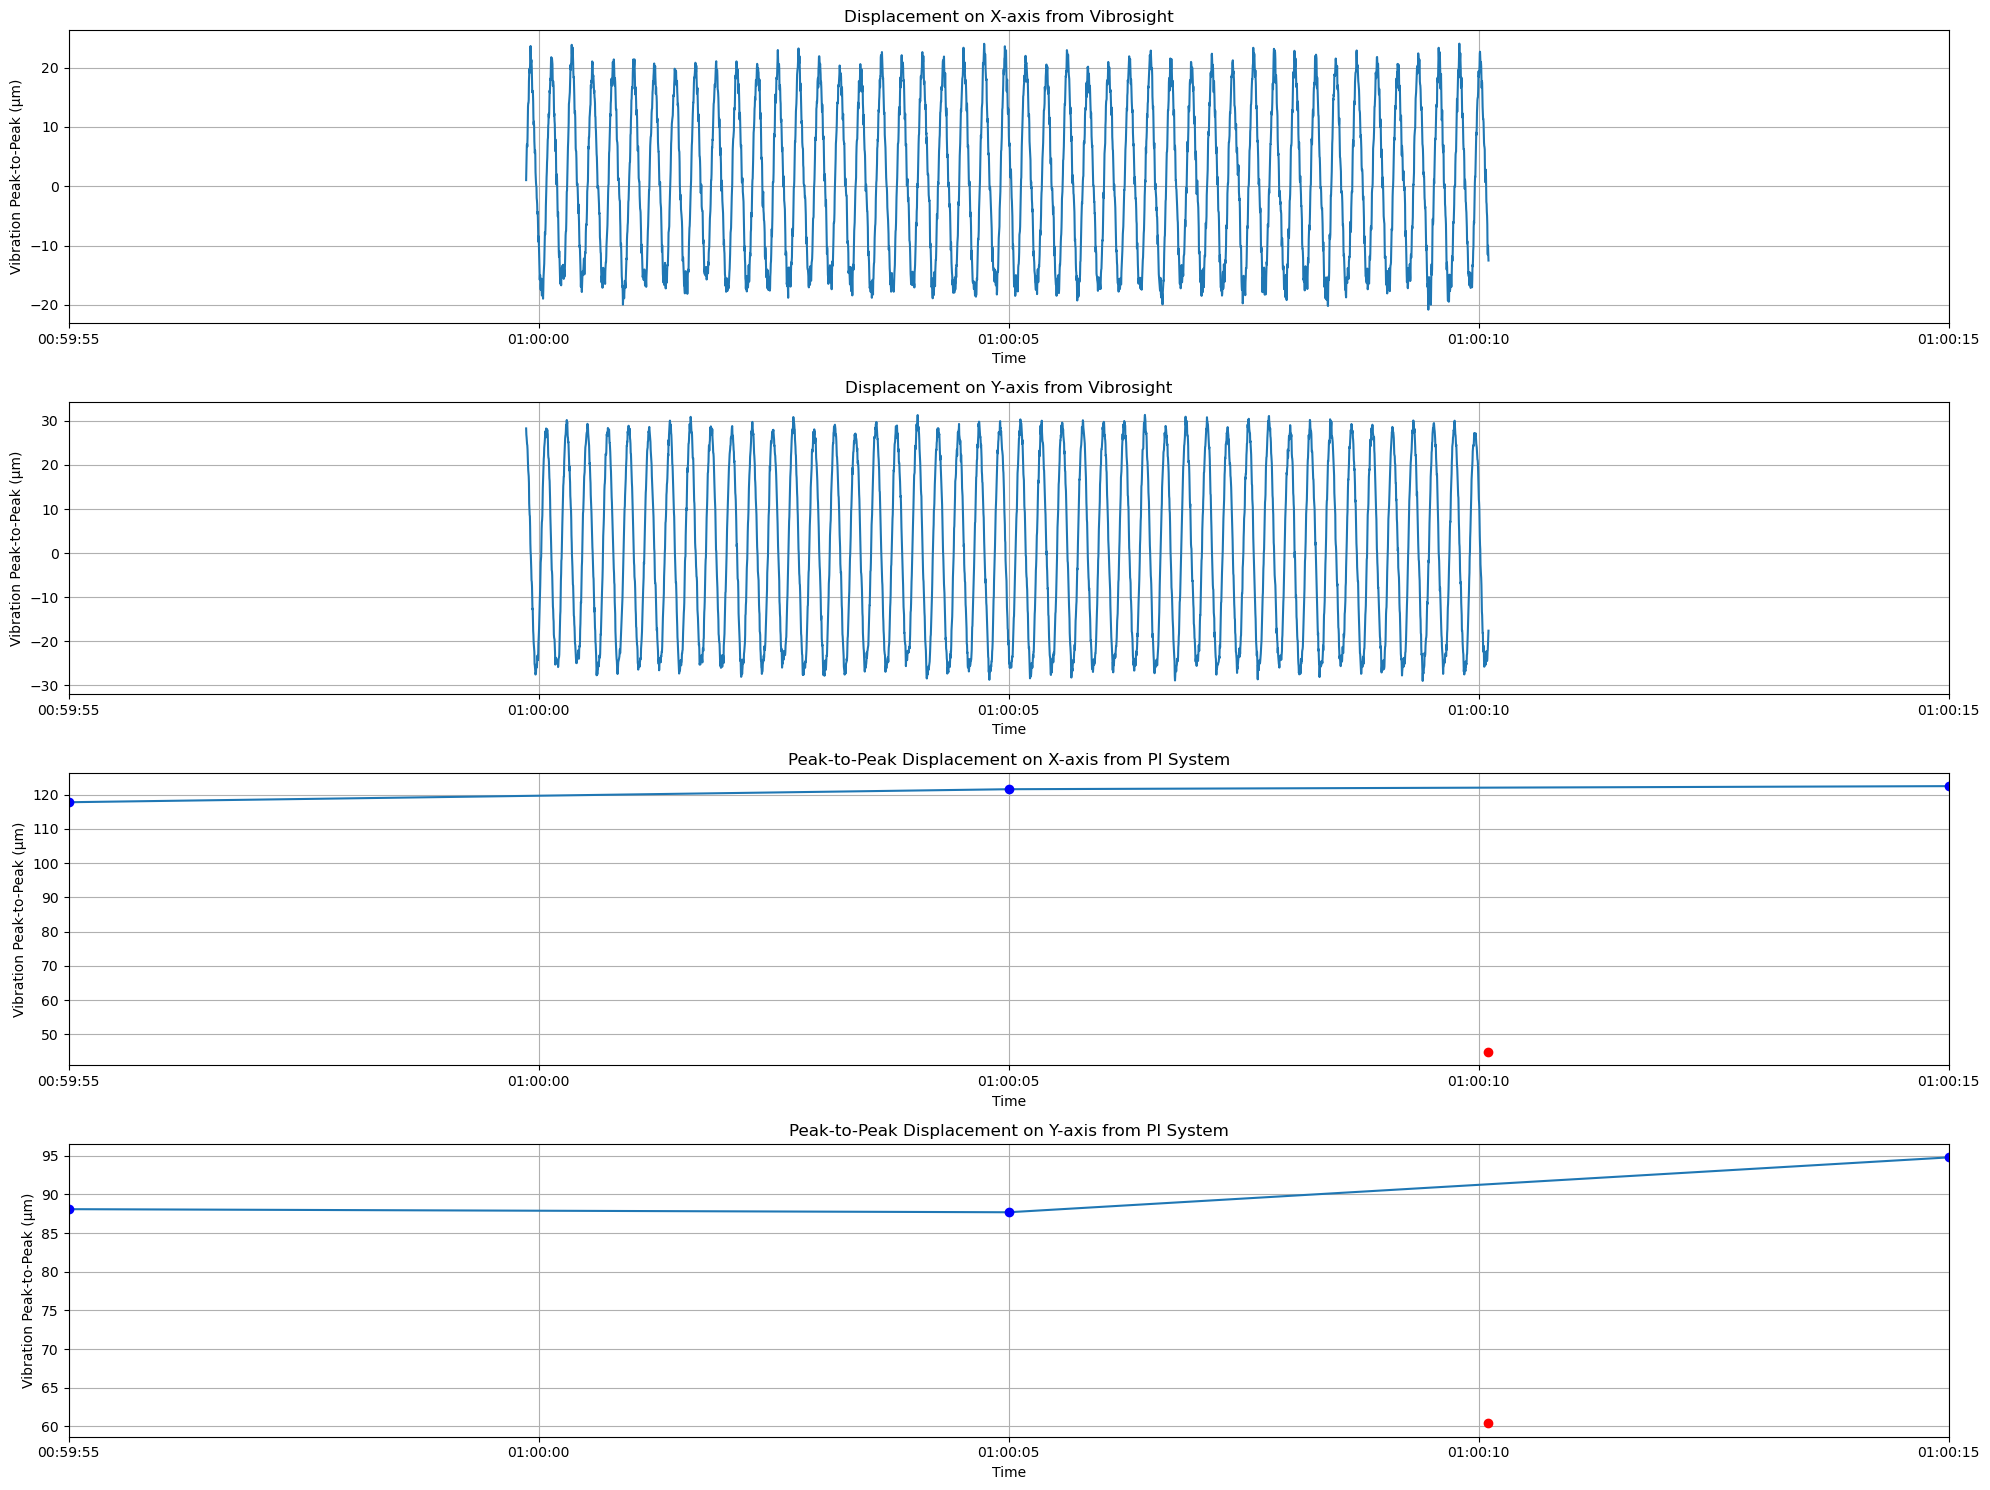 Displacement on X-axis from Vibrosight
Vibration Peak-to-Peak (μm)
20
10
0
−10
−20
00:59:55 01:00:00 01:00:05 01:00:10 01:00:15
Time
Displacement on Y-axis from Vibrosight
Vibration Peak-to-Peak (μm)
30
20
10
0
−10
−20
−30
00:59:55 01:00:00 01:00:05 01:00:10 01:00:15
Time
Peak-to-Peak Displacement on X-axis from PI System
Vibration Peak-to-Peak (μm)
120
110
100
90
80
70
60
50
00:59:55 01:00:00 01:00:05 01:00:10 01:00:15
Time
Peak-to-Peak Displacement on Y-axis from PI System
Vibration Peak-to-Peak (μm)
95
90
85
80
75
70
65
60
00:59:55 01:00:00 01:00:05 01:00:10 01:00:15
Time